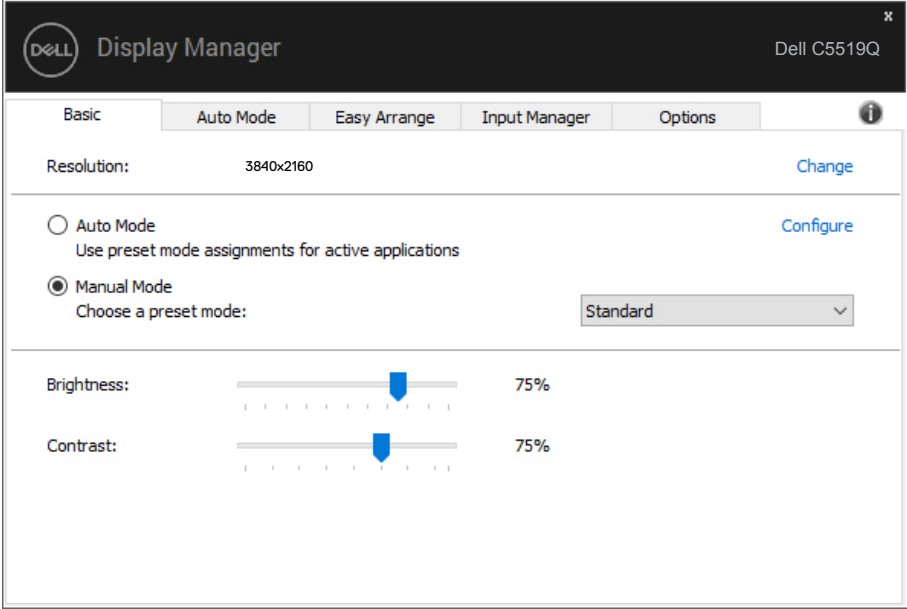 x
DELL Display Manager
Dell C5519Q
Basic Auto Mode Easy Arrange Input Manager Options i
Resolution: 3840x2160 Change
Auto Mode Configure
Use preset mode assignments for active applications
Manual Mode
Choose a preset mode: Standard
Brightness: 75%
Contrast: 75%